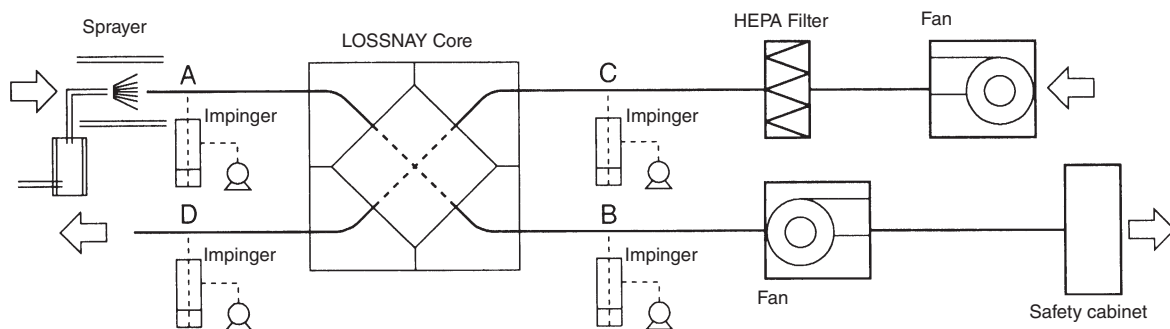 Sprayer
LOSSNAY Core
HEPA Filter
Fan
A
C
Impinger
Impinger
D
B
Impinger
Impinger
Fan
Safety cabinet